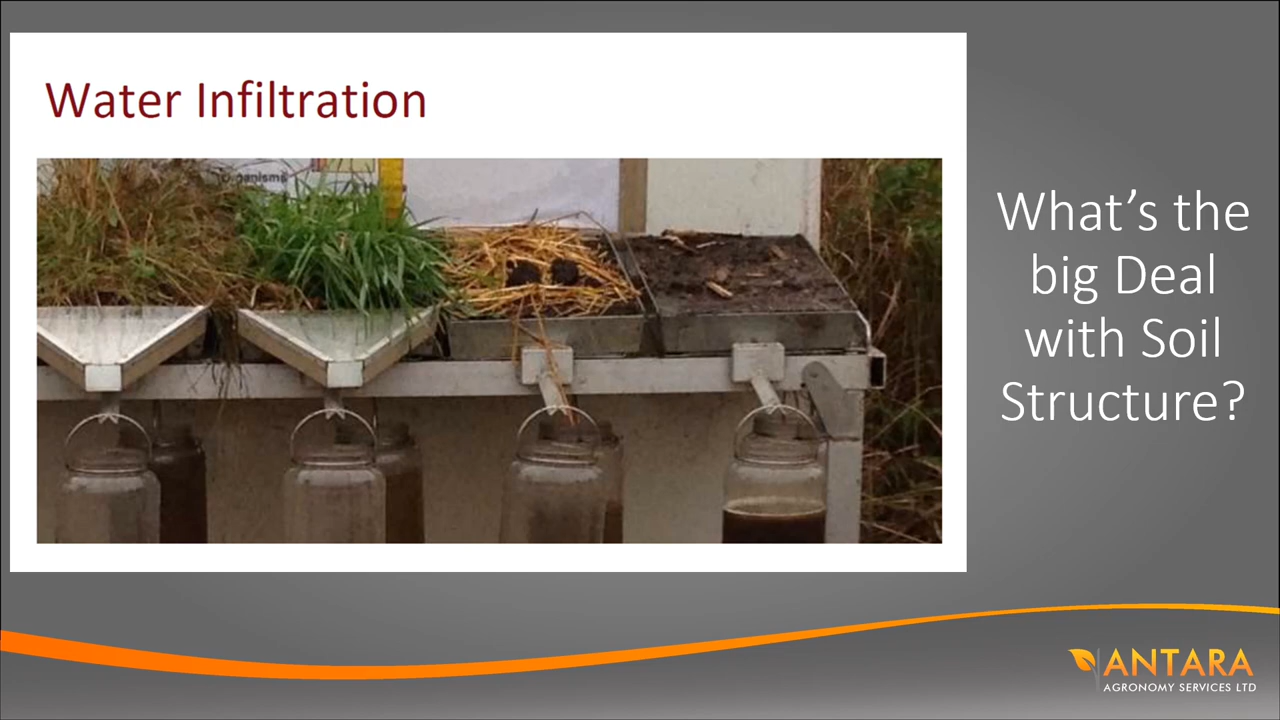 Water Infiltration
What's the
big Deal
with Soil
Structure?
ANTARA
AGRONOMY SERVICES LTD